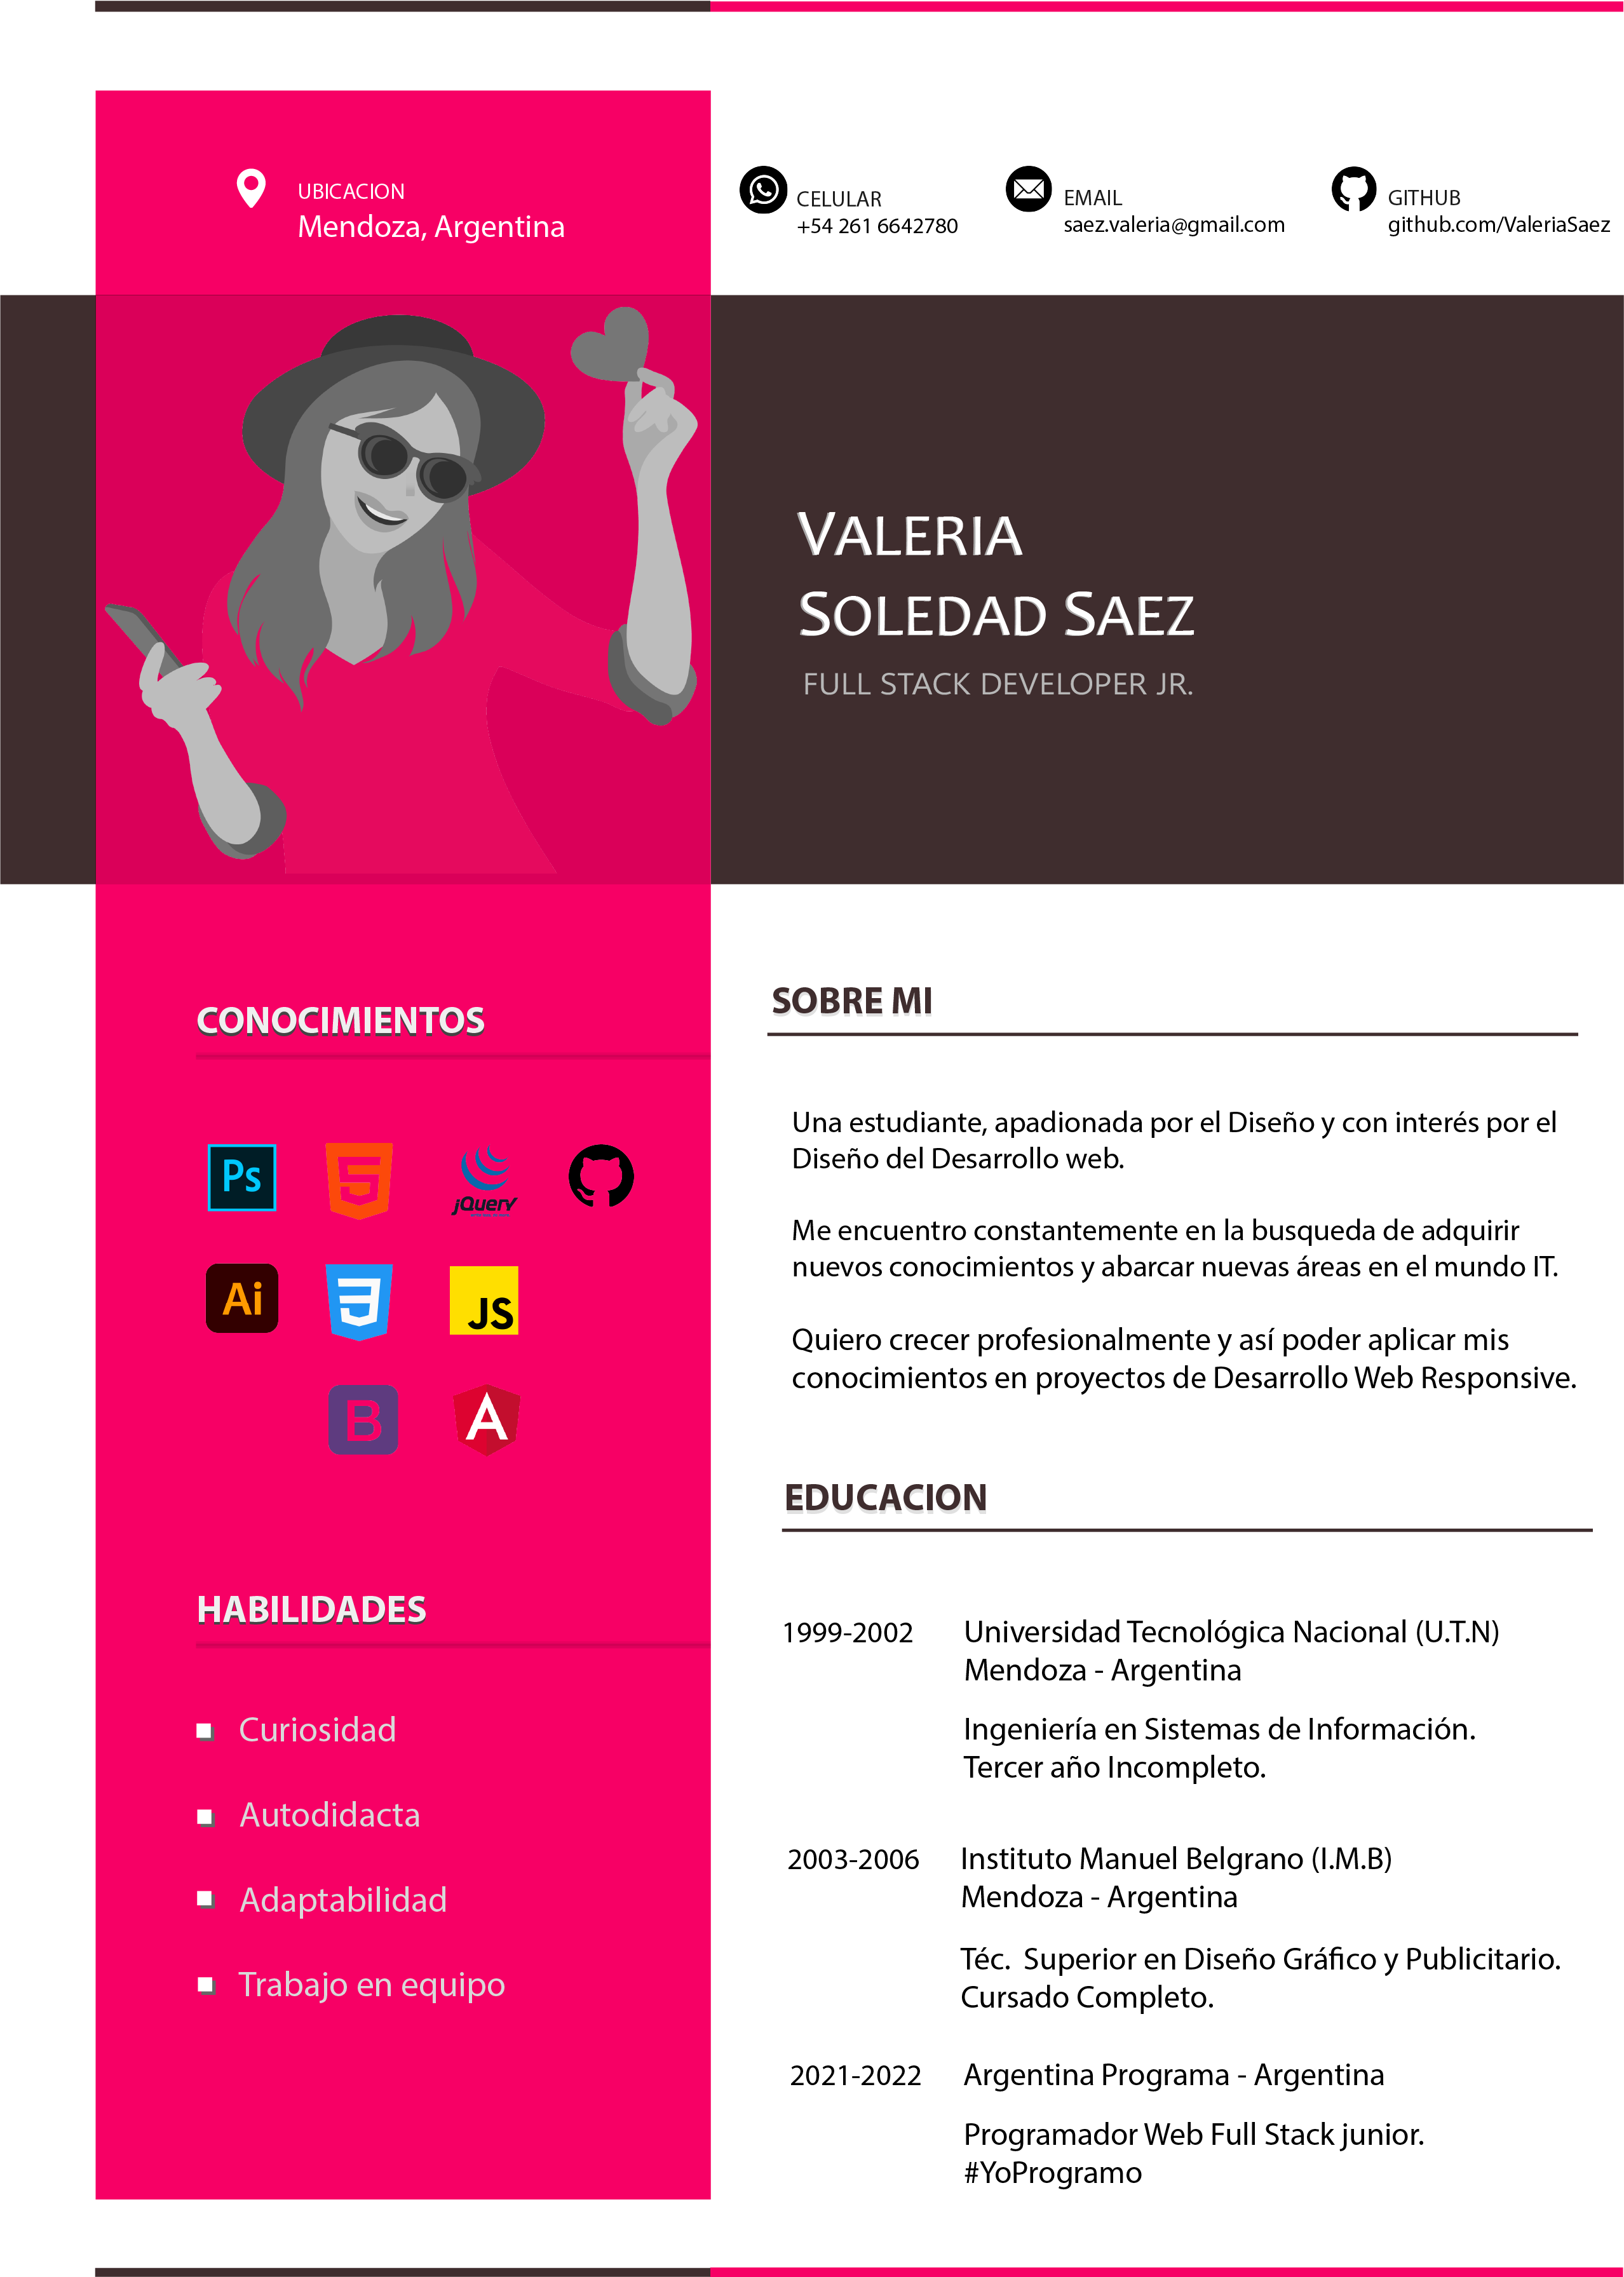 UBICACION
Mendoza, Argentina
CELULAR
+54 261 6642780
EMAIL
saez.valeria@gmail.com
GITHUB
github.com/ValeriaSaez
VALERIA
SOLEDAD SAEZ
FULL STACK DEVELOPER JR.
CONOCIMIENTOS
Ps
jQuery
Ai
JS
B
A
HABILIDADES
Curiosidad
Autodidacta
Adaptabilidad
Trabajo en equipo
SOBRE MI
Una estudiante, apadionada por el Diseño y con interés por el
Diseño del Desarrollo web.
Me encuentro constantemente en la busqueda de adquirir
nuevos conocimientos y abarcar nuevas áreas en el mundo IT.
Quiero crecer profesionalmente y así poder aplicar mis
conocimientos en proyectos de Desarrollo Web Responsive.
EDUCACION
1999-2002 Universidad Tecnológica Nacional (U.T.N)
Mendoza - Argentina
Ingeniería en Sistemas de Información.
Tercer año Incompleto.
2003-2006 Instituto Manuel Belgrano (I.M.B)
Mendoza - Argentina
Téc. Superior en Diseño Gráfico y Publicitario.
Cursado Completo.
2021-2022 Argentina Programa - Argentina
Programador Web Full Stack junior.
#YoProgramo